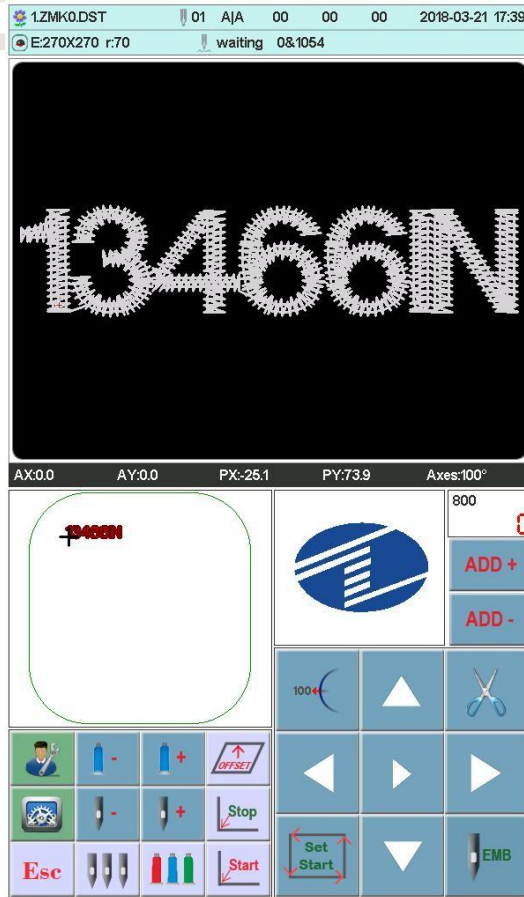 1.ZMK0.DST 01 A|A 00 00 00 2018-03-21 17:39
E:270X270 r:70 waiting 0&1054
13466IN
AX:0.0 AY:0.0 PX:-25.1 PY:73.9 Axes:100°
13466IN
800
ADD +
ADD -
100
- + OFFSET
- + Stop
Set Start
EMB
Esc Start